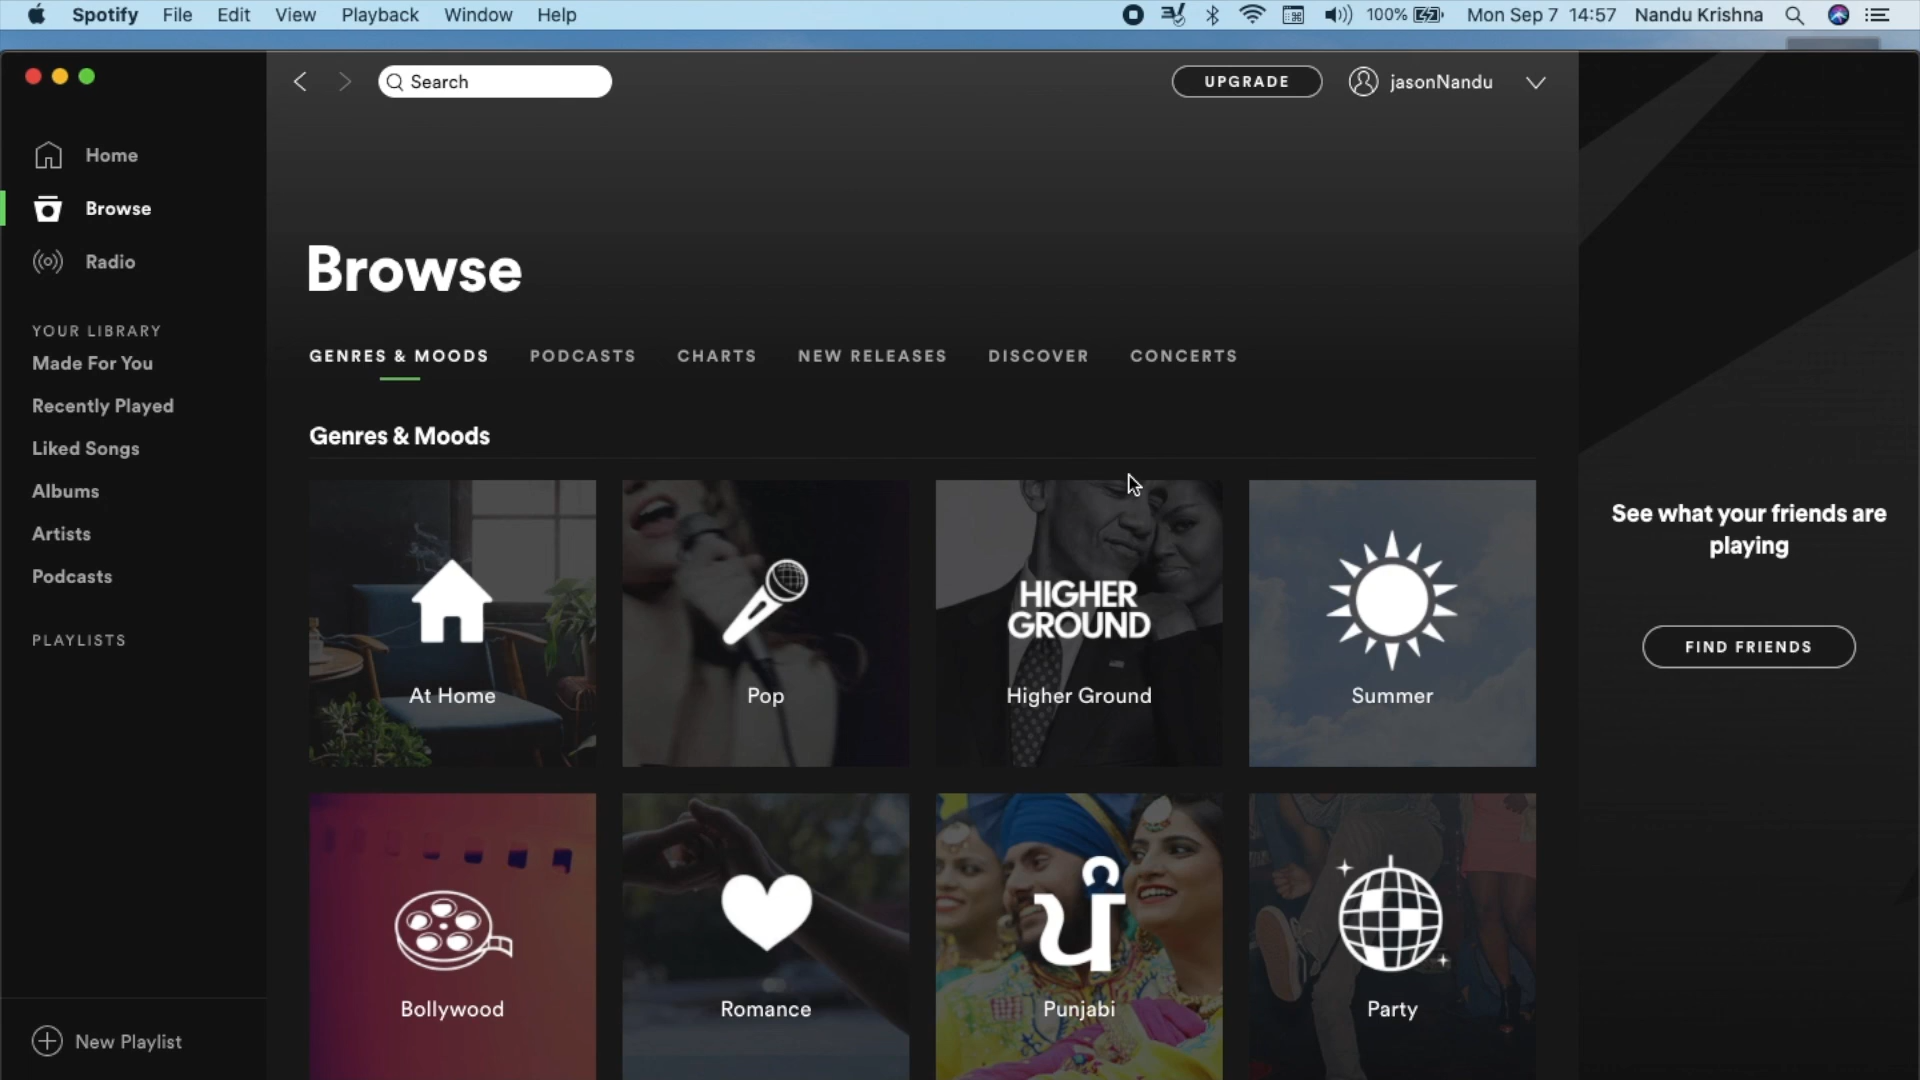 Spotify File Edit View Playback Window Help 100% Mon Sep 7 14:57 Nandu Krishna
Search UPGRADE jasonNandu
Home
Browse
Radio
YOUR LIBRARY
Made For You
Recently Played
Liked Songs
Albums
Artists
Podcasts
PLAYLISTS
New Playlist
Browse
GENRES & MOODS PODCASTS CHARTS NEW RELEASES DISCOVER CONCERTS
Genres & Moods
At Home
Pop
HIGHER
GROUND
Higher Ground
Summer
Bollywood
Romance
ਪੰ
Punjabi
Party
See what your friends are
playing
FIND FRIENDS